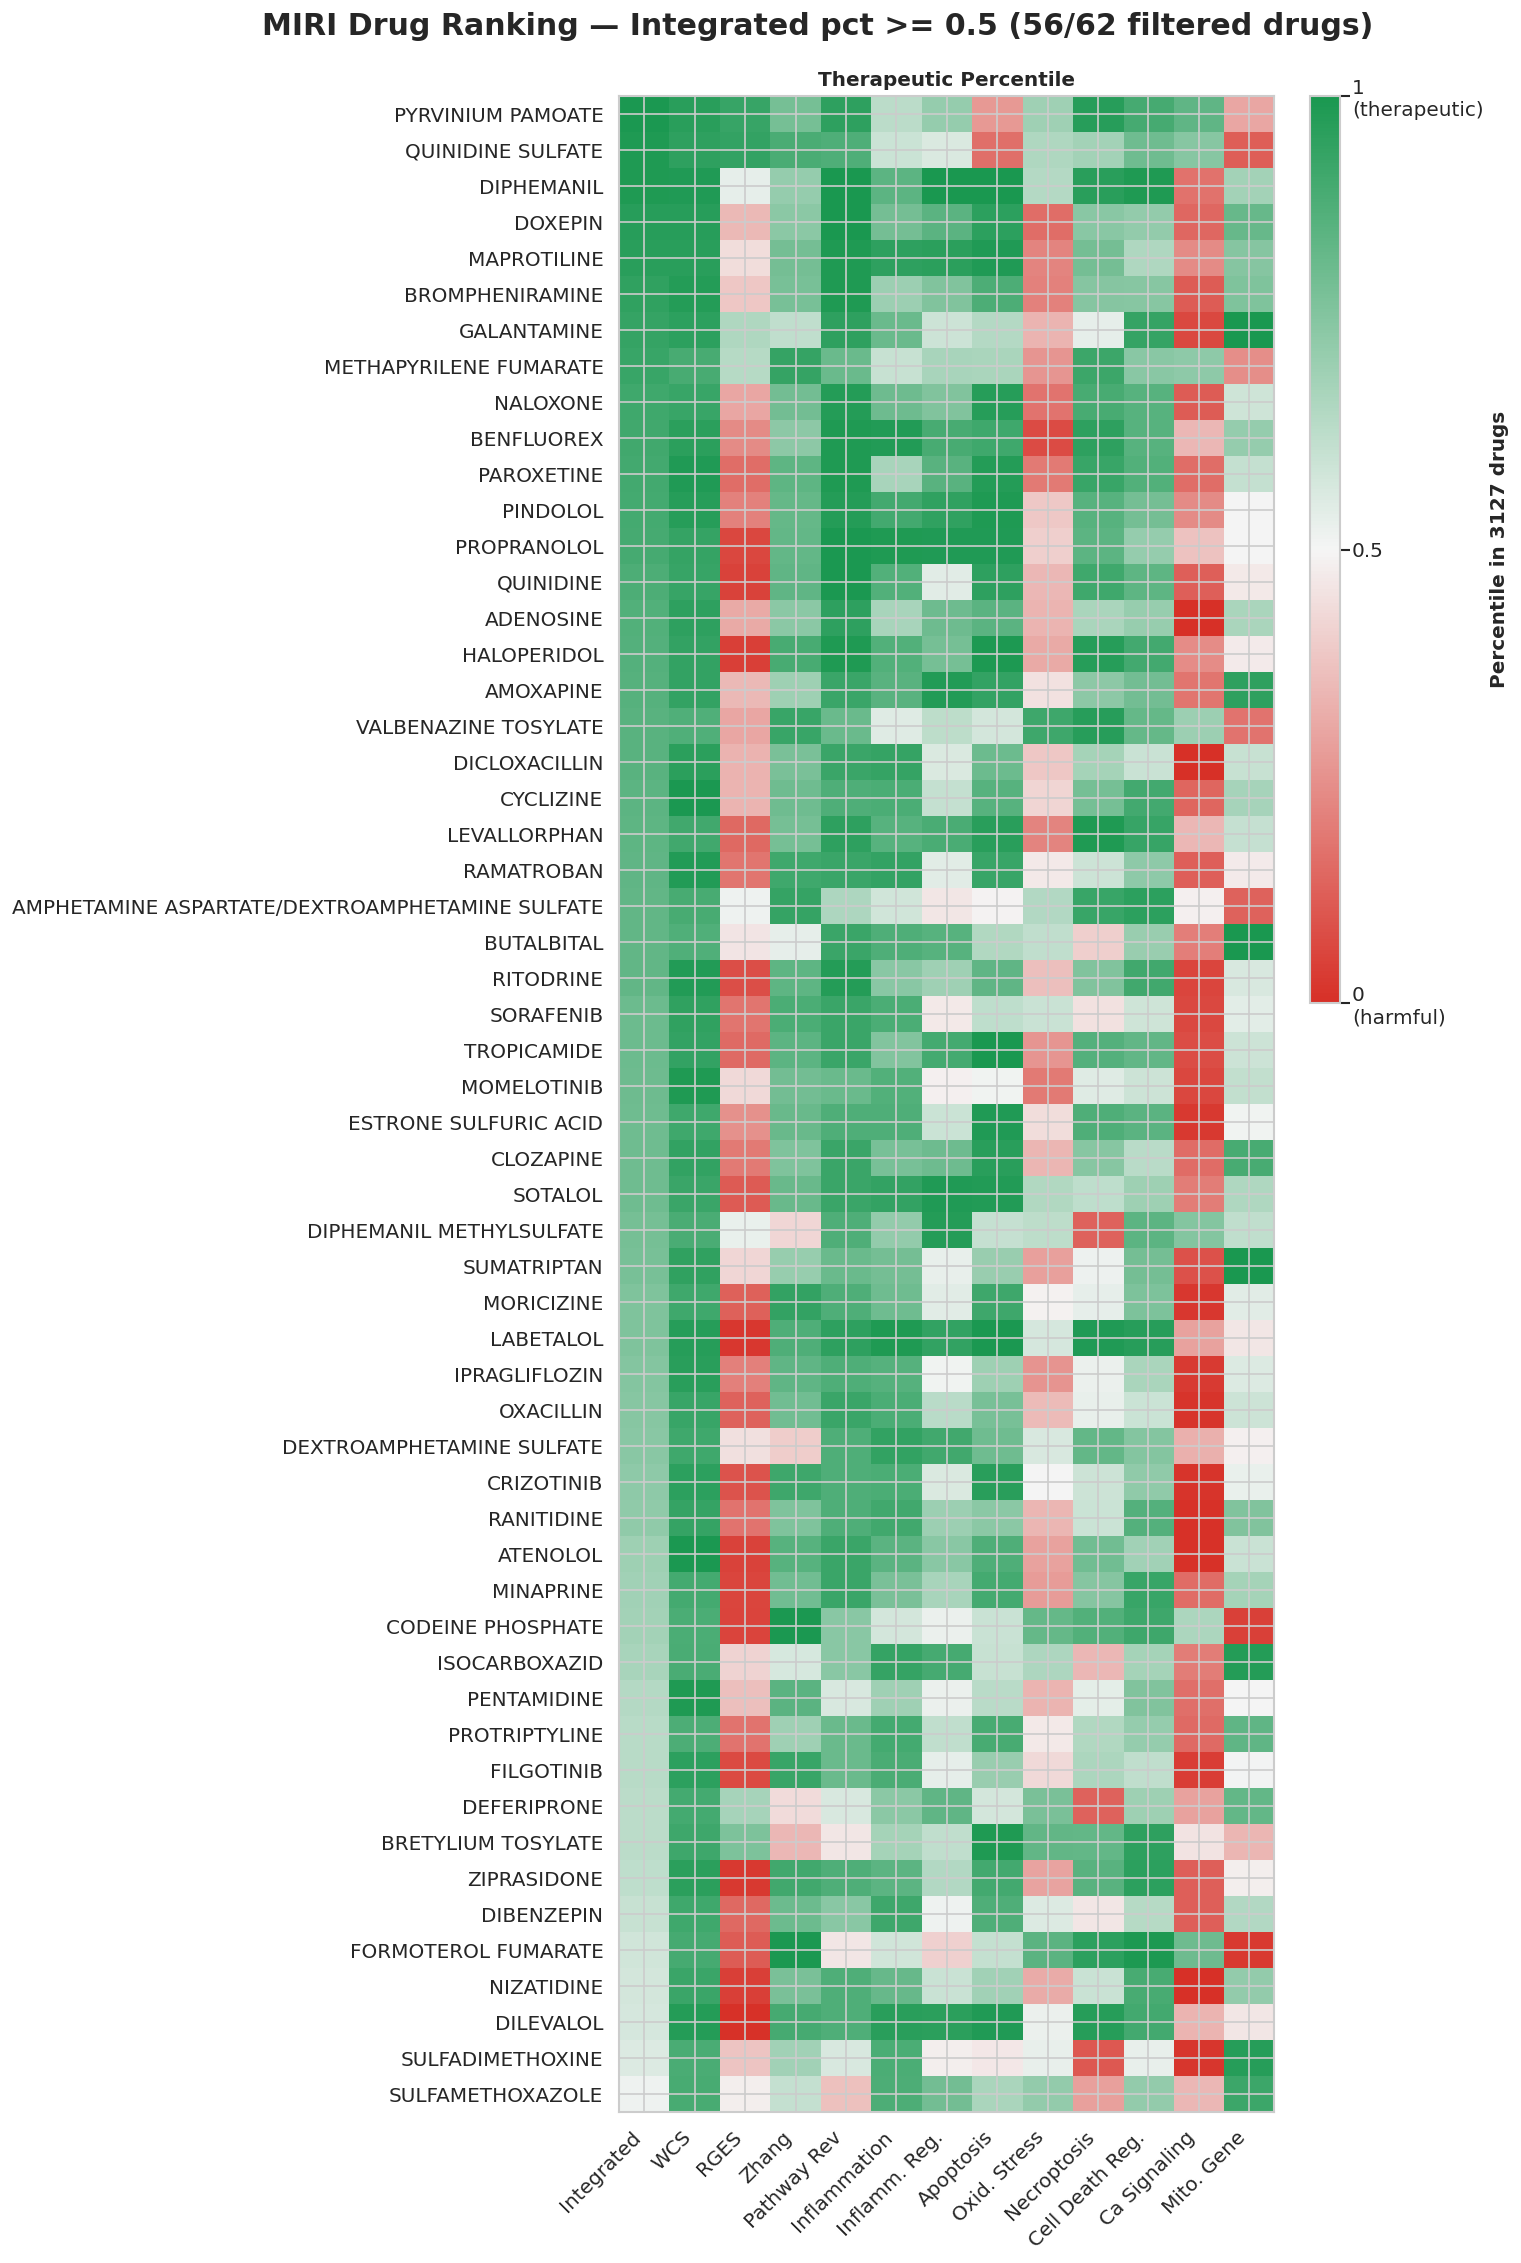 MIRI Drug Ranking — Integrated pct >= 0.5 (56/62 filtered drugs)
Therapeutic Percentile
PYRVINIUM PAMOATE
QUINIDINE SULFATE
DIPHEMANIL
DOXEPIN
MAPROTILINE
BROMPHENIRAMINE
GALANTAMINE
METHAPYRILENE FUMARATE
NALOXONE
BENFLUOREX
PAROXETINE
PINDOLOL
PROPRANOLOL
QUINIDINE
ADENOSINE
HALOPERIDOL
AMOXAPINE
VALBENAZINE TOSYLATE
DICLOXACILLIN
CYCLIZINE
LEVALLORPHAN
RAMATROBAN
AMPHETAMINE ASPARTATE/DEXTROAMPHETAMINE SULFATE
BUTALBITAL
RITODRINE
SORAFENIB
TROPICAMIDE
MOMELOTINIB
ESTRONE SULFURIC ACID
CLOZAPINE
SOTALOL
DIPHEMANIL METHYLSULFATE
SUMATRIPTAN
MORICIZINE
LABETALOL
IPRAGLIFLOZIN
OXACILLIN
DEXTROAMPHETAMINE SULFATE
CRIZOTINIB
RANITIDINE
ATENOLOL
MINAPRINE
CODEINE PHOSPHATE
ISOCARBOXAZID
PENTAMIDINE
PROTRIPTYLINE
FILGOTINIB
DEFERIPRONE
BRETYLIUM TOSYLATE
ZIPRASIDONE
DIBENZEPIN
FORMOTEROL FUMARATE
NIZATIDINE
DILEVALOL
SULFADIMETHOXINE
SULFAMETHOXAZOLE
Integrated
WCS
RGES
Zhang
Pathway Rev
Inflammation
Inflamm. Reg.
Apoptosis
Oxid. Stress
Necroptosis
Cell Death Reg.
Ca Signaling
Mito. Gene
1
(therapeutic)
0.5
0
(harmful)
Percentile in 3127 drugs